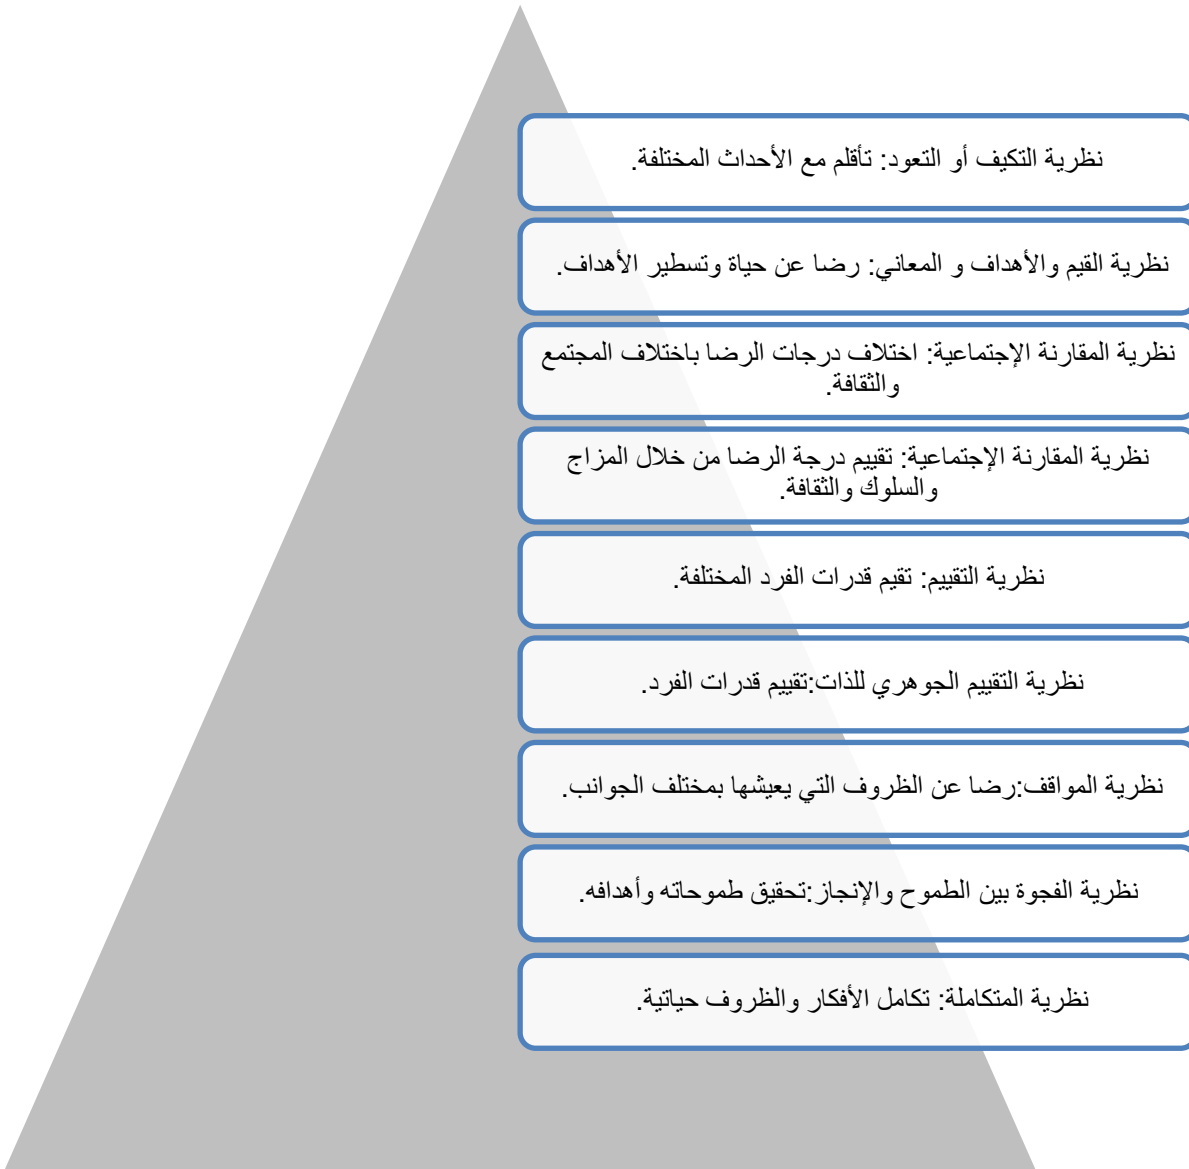 نظرية التكيف أو التعود: تأقلم مع الأحداث المختلفة.
نظرية القيم والأهداف و المعاني: رضا عن حياة وتسطير الأهداف.
نظرية المقارنة الإجتماعية: اختلاف درجات الرضا باختلاف المجتمع
والثقافة.
نظرية المقارنة الإجتماعية: تقييم درجة الرضا من خلال المزاج
والسلوك والثقافة.
نظرية التقييم: تقيم قدرات الفرد المختلفة.
نظرية التقييم الجوهري للذات:تقييم قدرات الفرد.
نظرية المواقف:رضا عن الظروف التي يعيشها بمختلف الجوانب.
نظرية الفجوة بين الطموح والإنجاز:تحقيق طموحاته وأهدافه.
نظرية المتكاملة: تكامل الأفكار والظروف حياتية.